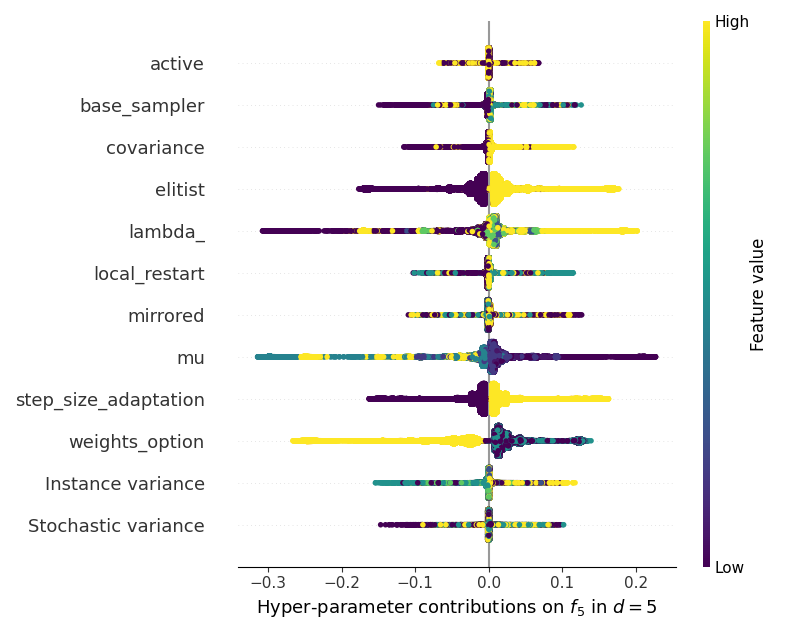 High
active
base_sampler
covariance
elitist
lambda_
local_restart
mirrored
mu
step_size_adaptation
weights_option
Instance variance
Stochastic variance
Feature value
Low
−0.3 −0.2 −0.1 0.0 0.1 0.2
Hyper-parameter contributions on f₅ in d = 5